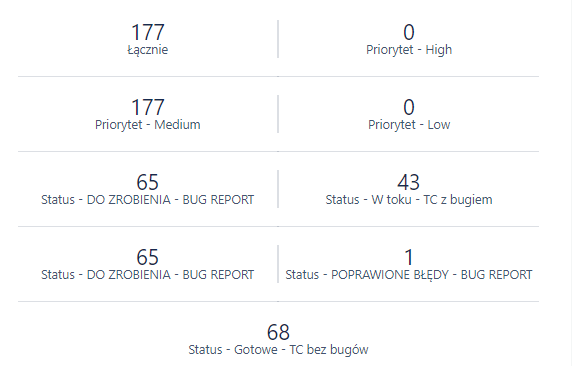 177
Łącznie
0
Priorytet - High
177
Priorytet - Medium
0
Priorytet - Low
65
Status - DO ZROBIENIA - BUG REPORT
43
Status - W toku - TC z bugiem
65
Status - DO ZROBIENIA - BUG REPORT
1
Status - POPRAWIONE BŁĘDY - BUG REPORT
68
Status - Gotowe - TC bez bugów